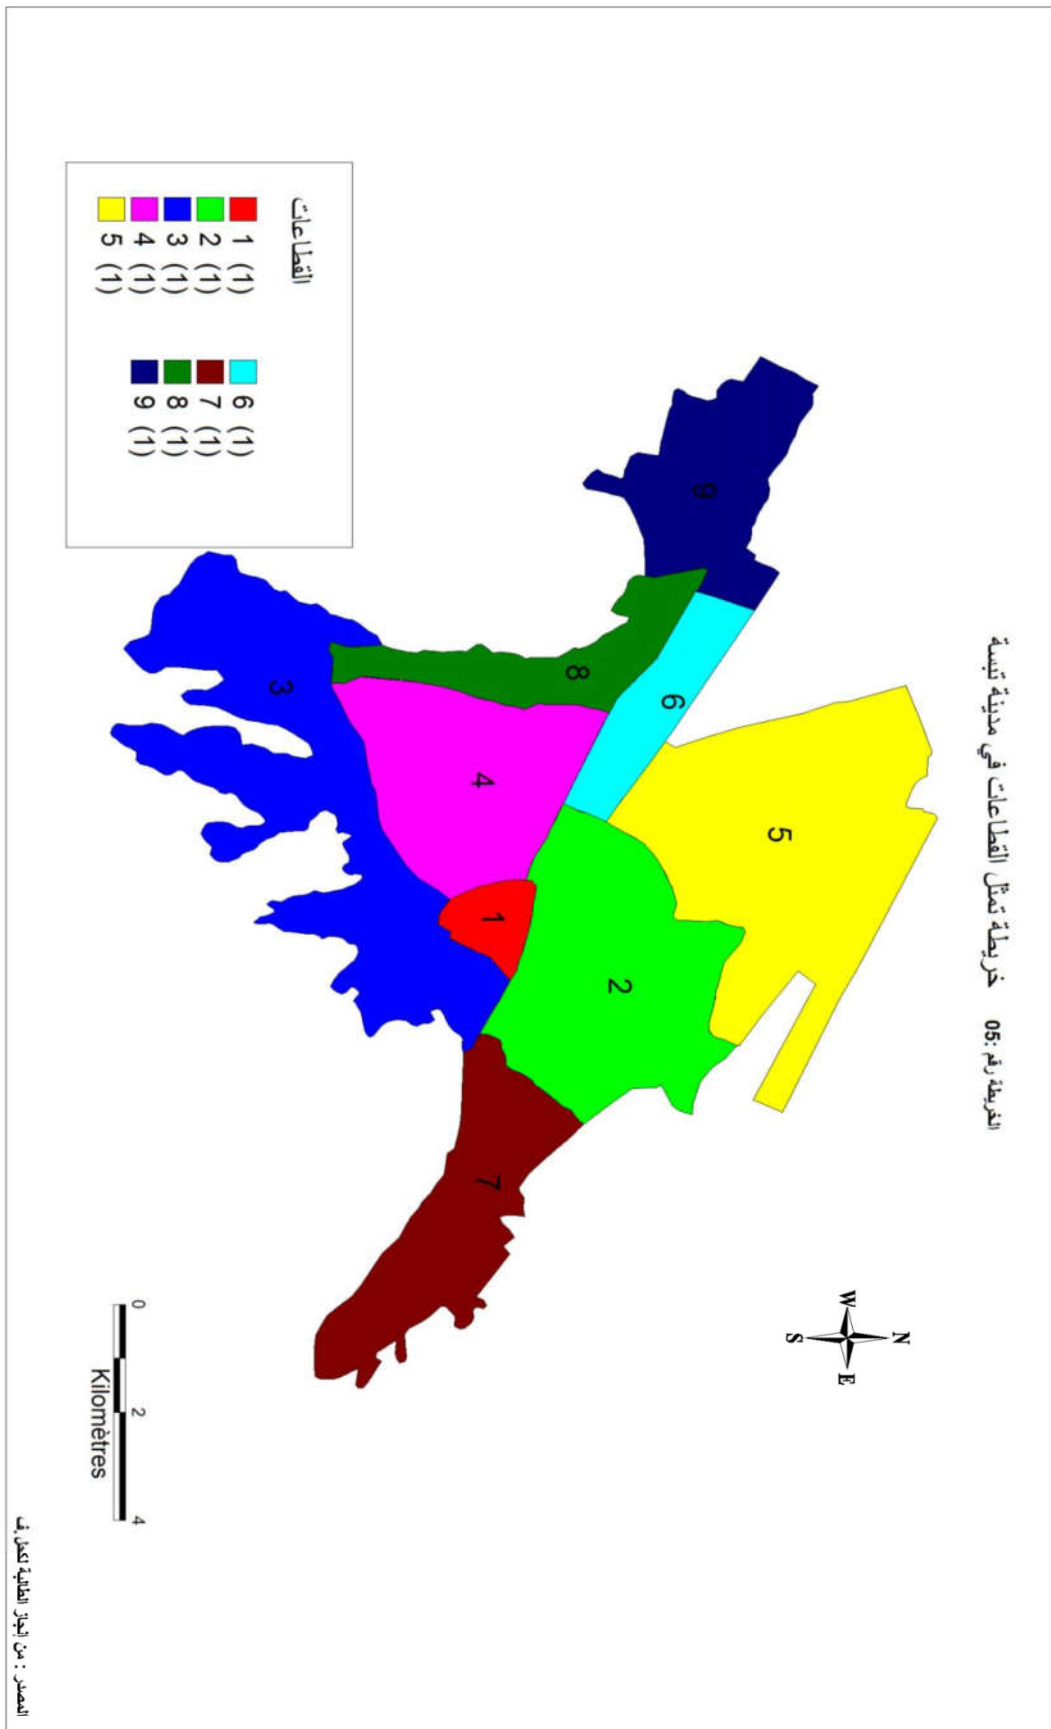 الخريطة رقم :05 خريطة تمثل القطاعات في مدينة تبسة
N
W
E
S
9
5
6
8
2
4
1
3
7
القطاعات
1 (1)
2 (1)
3 (1)
4 (1)
5 (1)
6 (1)
7 (1)
8 (1)
9 (1)
0 2 4
Kilomètres
المصدر : من إنجاز الطالبة لكحل.ف